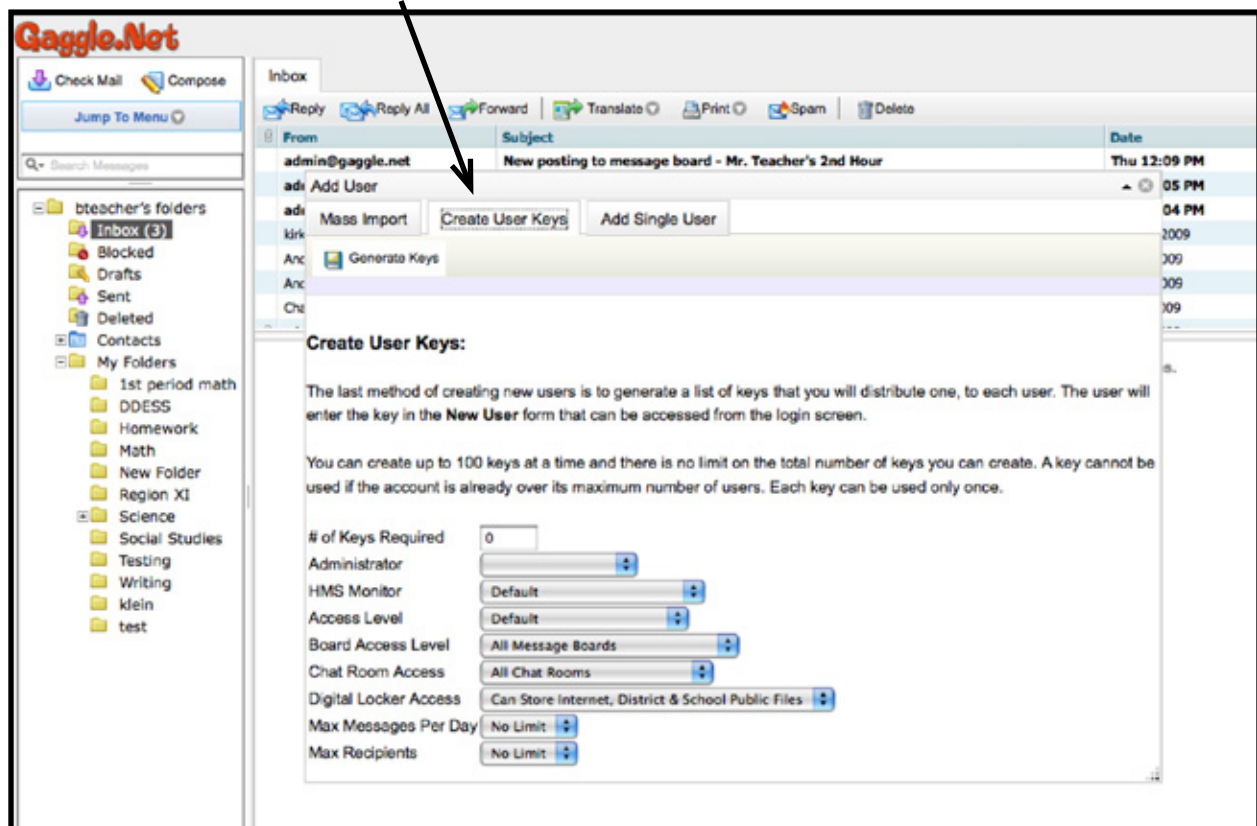 Gaggle.Net
Check Mail Compose
Jump To Menu
Search Messages
bteacher's folders
Inbox (3)
Blocked
Drafts
Sent
Deleted
Contacts
My Folders
1st period math
DDESS
Homework
Math
New Folder
Region XI
Science
Social Studies
Testing
Writing
klein
test
Inbox
Reply Reply All Forward Translate Print Spam Delete
From Subject Date
admin@gaggle.net New posting to message board - Mr. Teacher's 2nd Hour Thu 12:09 PM
Add User
05 PM
04 PM
2009
009
009
009
Mass Import Create User Keys Add Single User
Generate Keys
Create User Keys:
The last method of creating new users is to generate a list of keys that you will distribute one, to each user. The user will
enter the key in the New User form that can be accessed from the login screen.
You can create up to 100 keys at a time and there is no limit on the total number of keys you can create. A key cannot be
used if the account is already over its maximum number of users. Each key can be used only once.
# of Keys Required 0
Administrator
HMS Monitor Default
Access Level Default
Board Access Level All Message Boards
Chat Room Access All Chat Rooms
Digital Locker Access Can Store Internet, District & School Public Files
Max Messages Per Day No Limit
Max Recipients No Limit